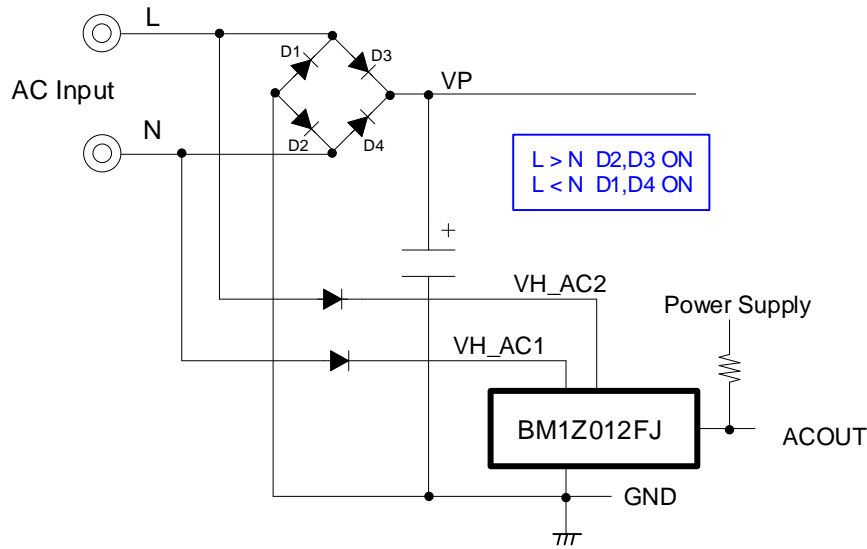 L
D1
D3
AC Input
VP
N
D2
D4
L > N D2,D3 ON
L < N D1,D4 ON
+
VH_AC2
Power Supply
VH_AC1
BM1Z012FJ
ACOUT
GND